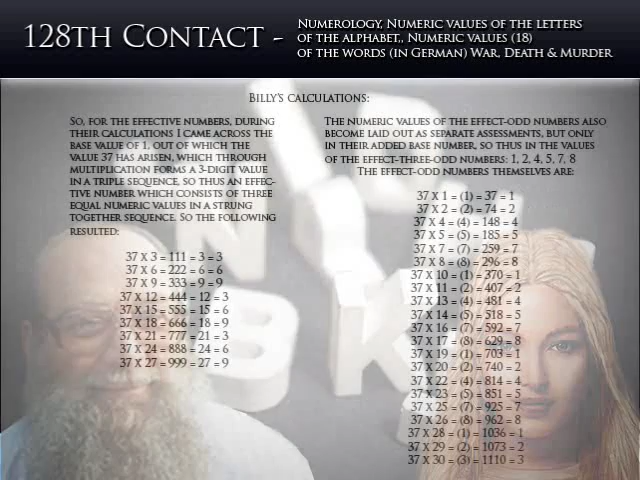 128th Contact -
Numerology, Numeric values of the letters
of the alphabet,, Numeric values (18)
of the words (in German) War, Death & Murder
Billy's calculations:
So, for the effective numbers, during
their calculations I came across the
base value of 1, out of which the
value 37 has arisen, which through
multiplication forms a 3-digit value
in a triple sequence, so thus an effec-
tive number which consists of three
equal numeric values in a strung
together sequence. So the following
resulted:
37 x 3 = 111 = 3 = 3
37 x 6 = 222 = 6 = 6
37 x 9 = 333 = 9 = 9
37 x 12 = 444 = 12 = 3
37 x 15 = 555 = 15 = 6
37 x 18 = 666 = 18 = 9
37 x 21 = 777 = 21 = 3
37 x 24 = 888 = 24 = 6
37 x 27 = 999 = 27 = 9
The numeric values of the effect-odd numbers also
become laid out as separate assessments, but only
in their added base number, so thus in the values
of the effect-three-odd numbers: 1, 2, 4, 5, 7, 8
The effect-odd numbers themselves are:
37 x 1 = (1) = 37 = 1
37 x 2 = (2) = 74 = 2
37 x 4 = (4) = 148 = 4
37 x 5 = (5) = 185 = 5
37 x 7 = (7) = 259 = 7
37 x 8 = (8) = 296 = 8
37 x 10 = (1) = 370 = 1
37 x 11 = (2) = 407 = 2
37 x 13 = (4) = 481 = 4
37 x 14 = (5) = 518 = 5
37 x 16 = (7) = 592 = 7
37 x 17 = (8) = 629 = 8
37 x 19 = (1) = 703 = 1
37 x 20 = (2) = 740 = 2
37 x 22 = (4) = 814 = 4
37 x 23 = (5) = 851 = 5
37 x 25 = (7) = 925 = 7
37 x 26 = (8) = 962 = 8
37 x 28 = (1) = 1036 = 1
37 x 29 = (2) = 1073 = 2
37 x 30 = (3) = 1110 = 3